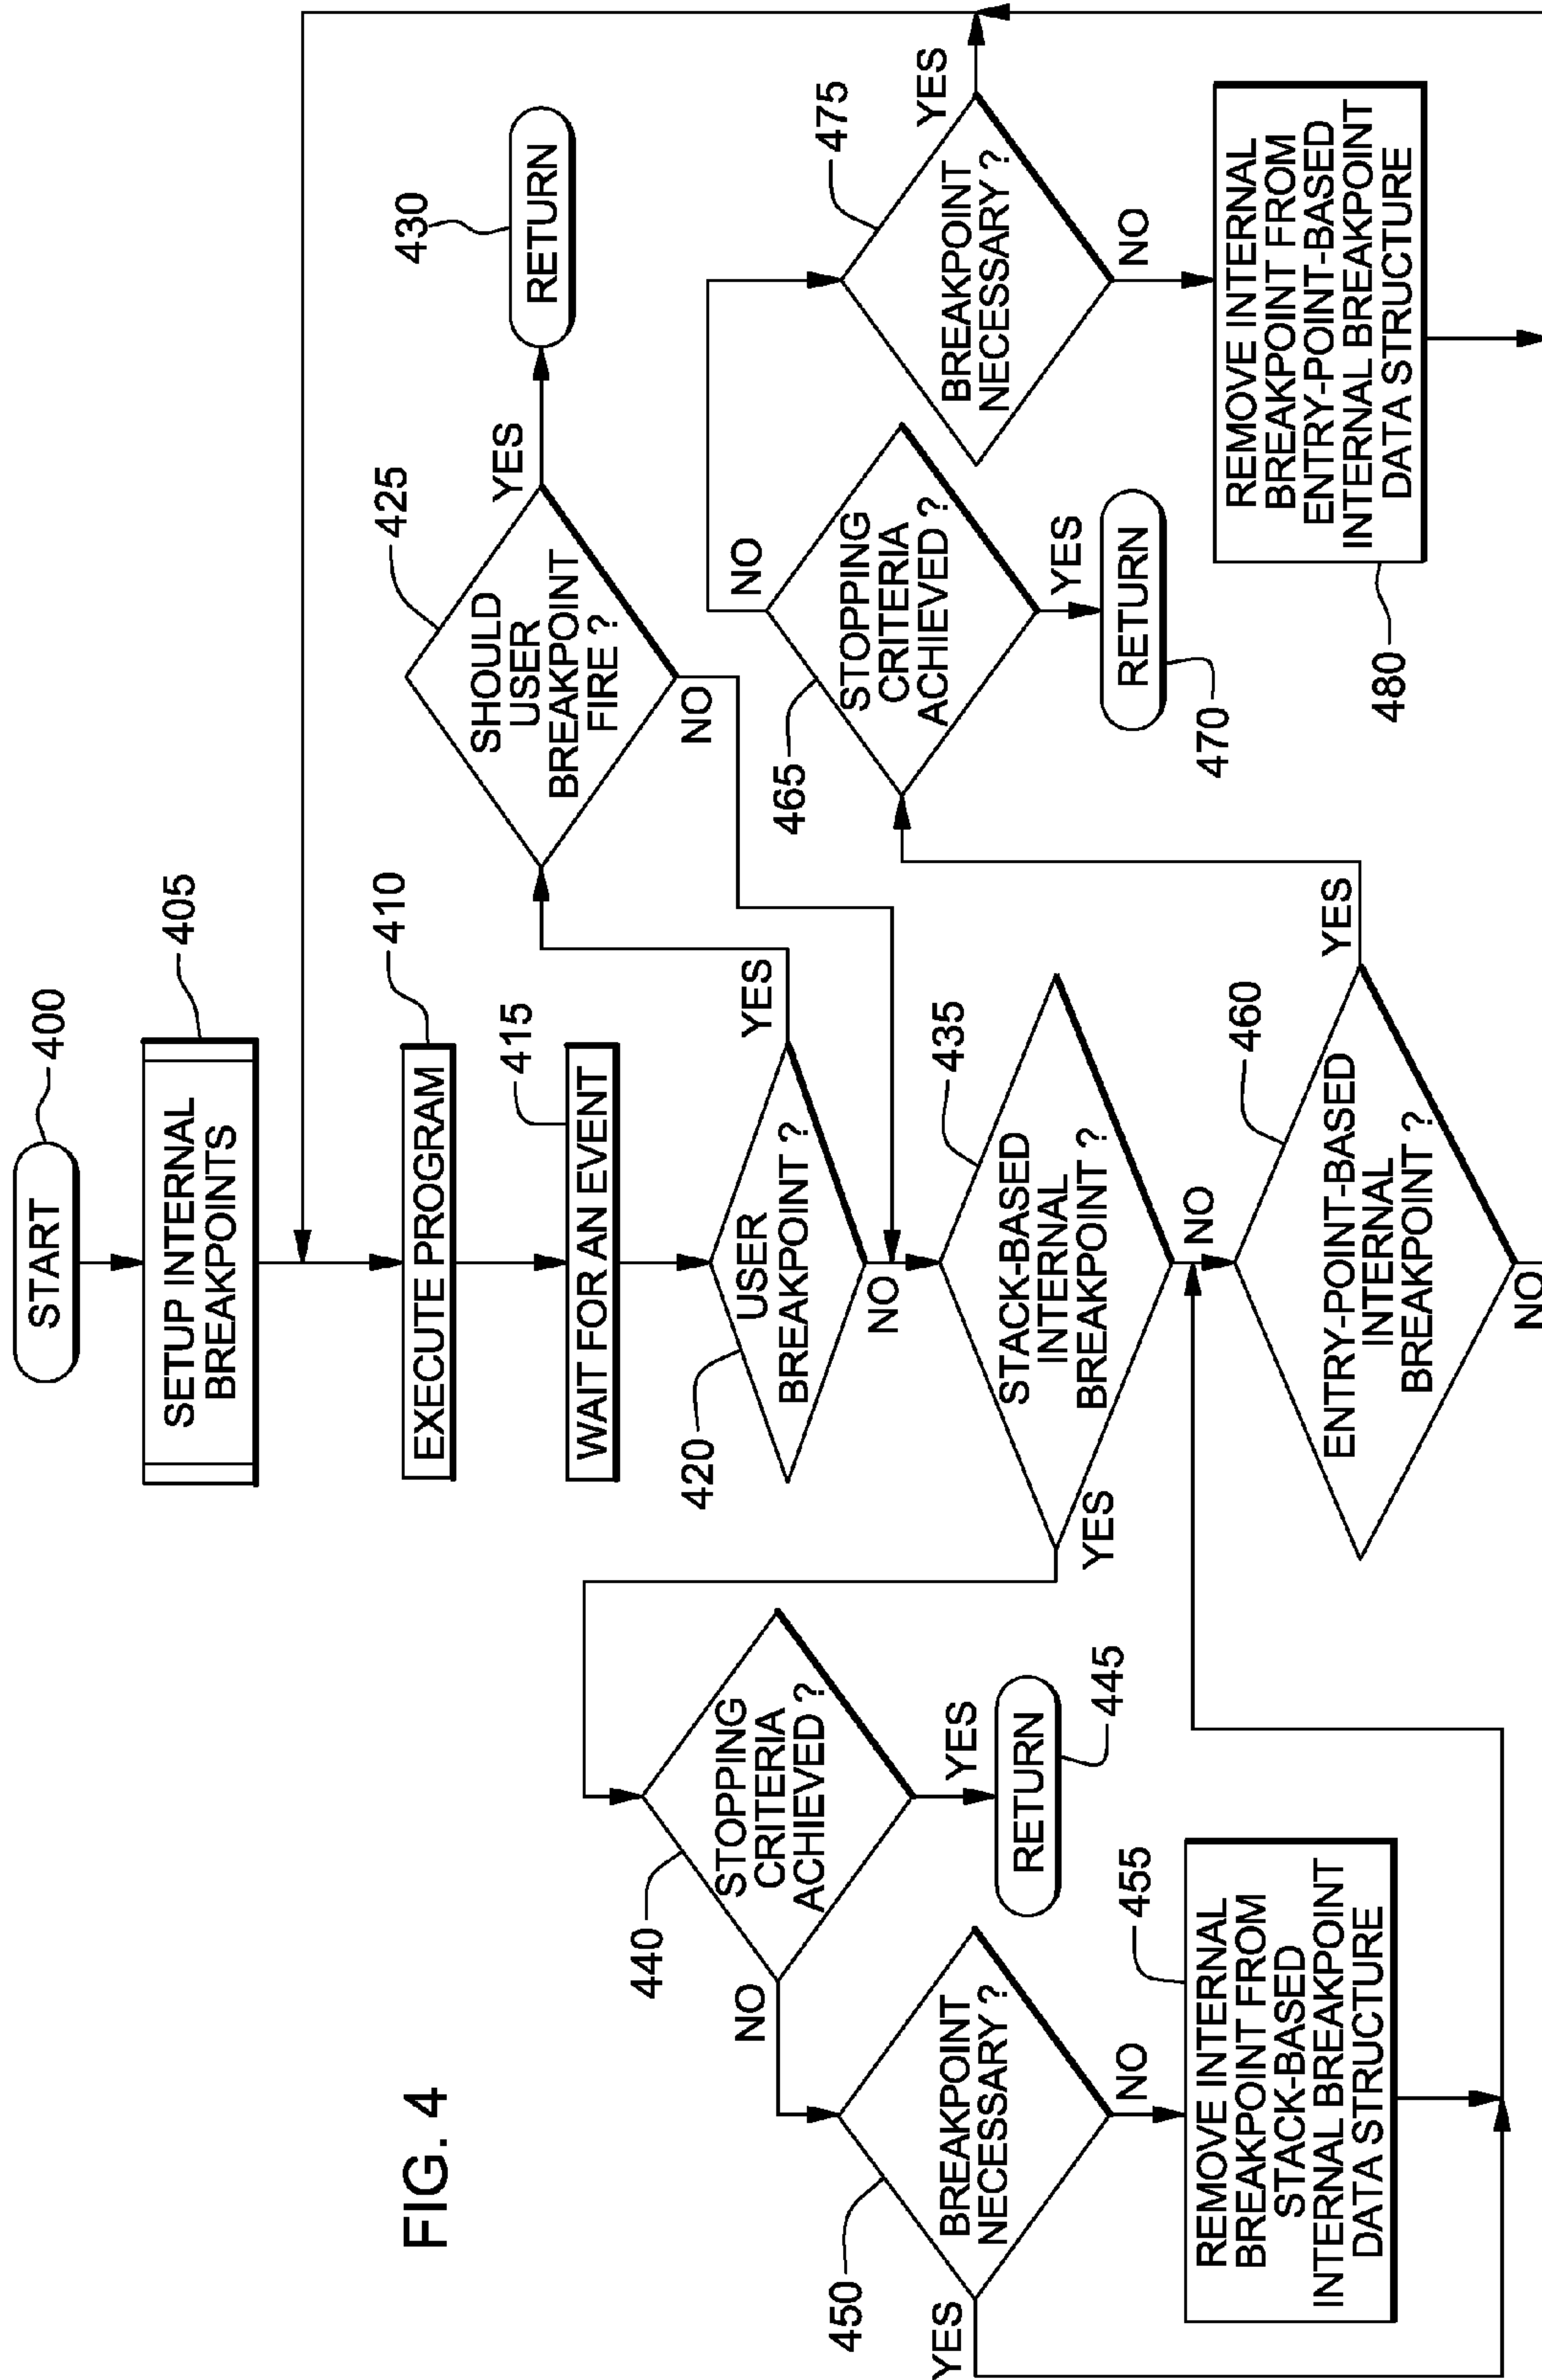 FIG. 4
START
400
SETUP INTERNAL
BREAKPOINTS
405
EXECUTE PROGRAM
410
WAIT FOR AN EVENT
415
USER
BREAKPOINT ?
420
YES
NO
SHOULD
USER
BREAKPOINT
FIRE ?
425
YES
NO
RETURN
430
STACK-BASED
INTERNAL
BREAKPOINT ?
435
YES
NO
STOPPING
CRITERIA
ACHIEVED ?
440
YES
NO
RETURN
445
BREAKPOINT
NECESSARY ?
450
YES
NO
REMOVE INTERNAL
BREAKPOINT FROM
STACK-BASED
INTERNAL BREAKPOINT
DATA STRUCTURE
455
ENTRY-POINT-BASED
INTERNAL
BREAKPOINT ?
460
YES
NO
STOPPING
CRITERIA
ACHIEVED ?
465
NO
YES
RETURN
470
BREAKPOINT
NECESSARY ?
475
YES
NO
REMOVE INTERNAL
BREAKPOINT FROM
ENTRY-POINT-BASED
INTERNAL BREAKPOINT
DATA STRUCTURE
480